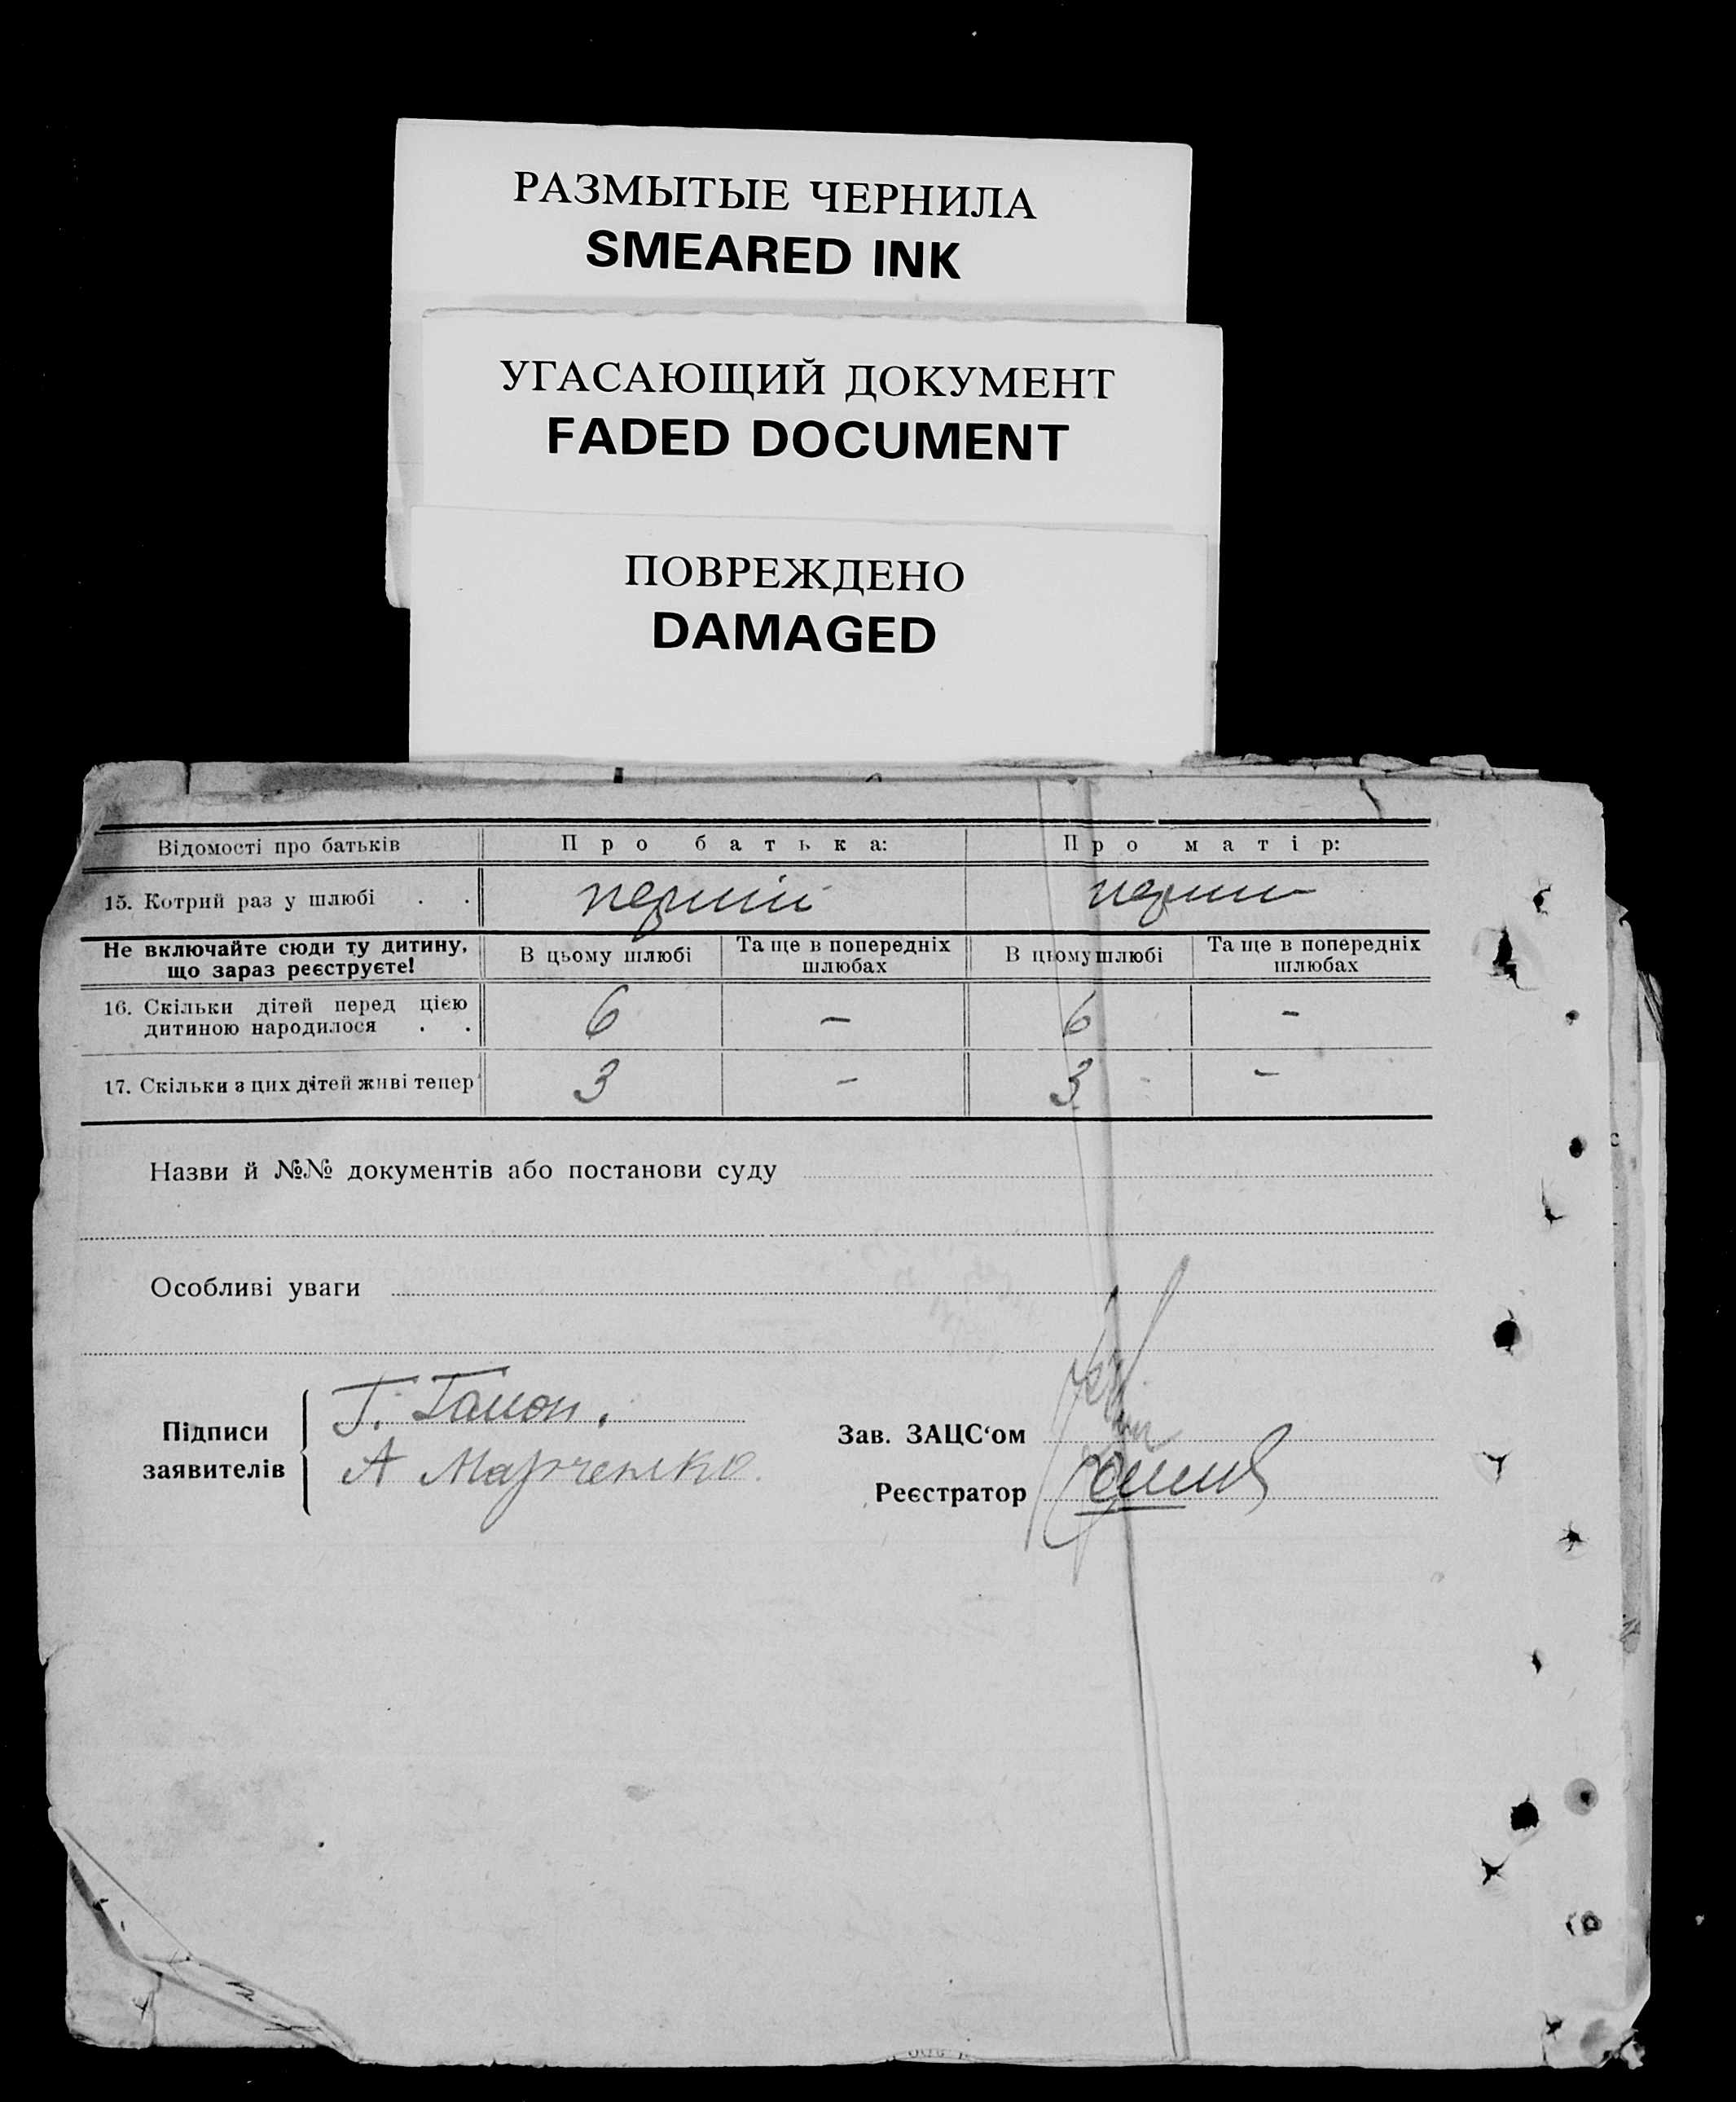 РАЗМЫТЫЕ ЧЕРНИЛА
SMEARED INK
УГАСАЮЩИЙ ДОКУМЕНТ
FADED DOCUMENT
ПОВРЕЖДЕНО
DAMAGED
Відомості про батьків Про батька: Про матір:
15. Котрий раз у шлюбі . . перший перший
Не включайте сюди ту дитину, що зараз реєструєте! В цьому шлюбі Та ще в попередніх шлюбах В цьому шлюбі Та ще в попередніх шлюбах
16. Скільки дітей перед цією
дитиною народилося . . 6 – 6 –
17. Скільки з цих дітей живі тепер 3 – 3 –
Назви й №№ документів або постанови суду
Особливі уваги
Підписи
заявителів
Г.
А Марченко.
Зав. ЗАЦС‘ом
Реєстратор